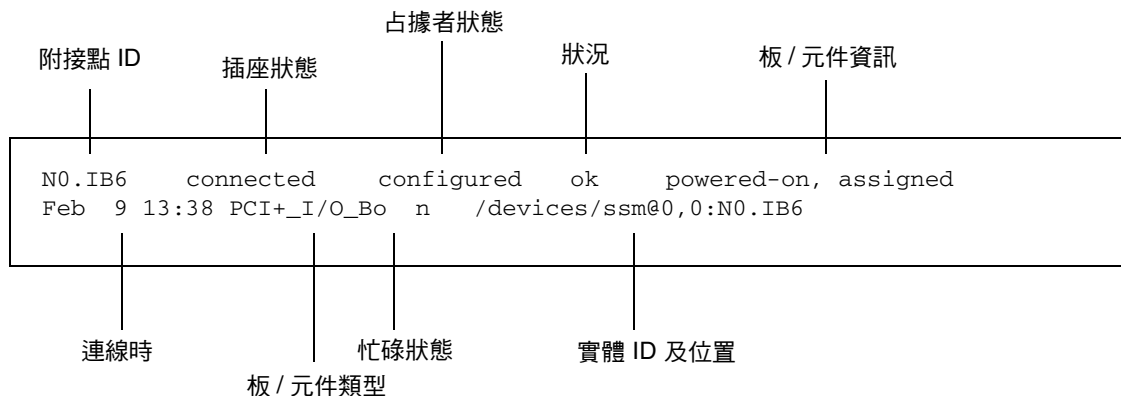 占據者狀態
附接點 ID
插座狀態
狀況
板 / 元件資訊
N0.IB6 connected configured ok powered-on, assigned
Feb 9 13:38 PCI+_I/O_Bo n /devices/ssm@0,0:N0.IB6
連線時
忙碌狀態
實體 ID 及位置
板 / 元件類型